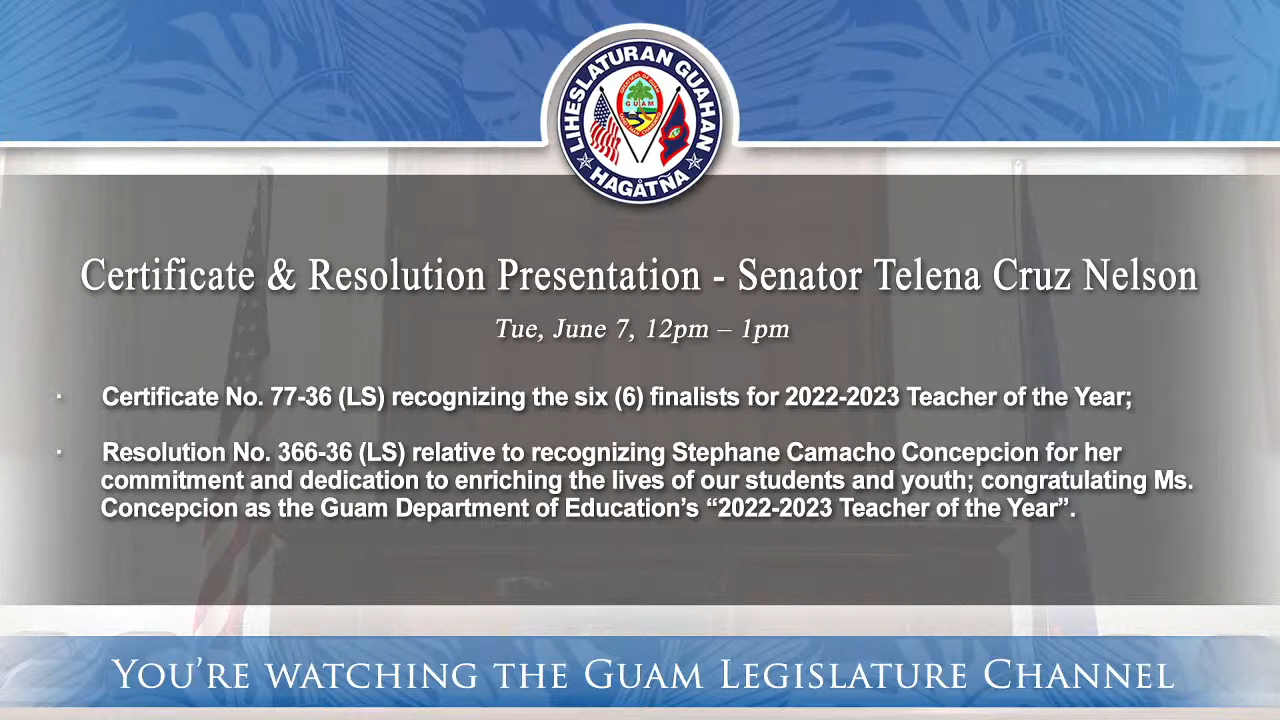 LIHESLATURAN GUAHAN
GUAM
HAGÅTÑA
Certificate & Resolution Presentation - Senator Telena Cruz Nelson
Tue, June 7, 12pm – 1pm
· Certificate No. 77-36 (LS) recognizing the six (6) finalists for 2022-2023 Teacher of the Year;
· Resolution No. 366-36 (LS) relative to recognizing Stephane Camacho Concepcion for her
commitment and dedication to enriching the lives of our students and youth; congratulating Ms.
Concepcion as the Guam Department of Education’s “2022-2023 Teacher of the Year”.
You’re watching the Guam Legislature Channel